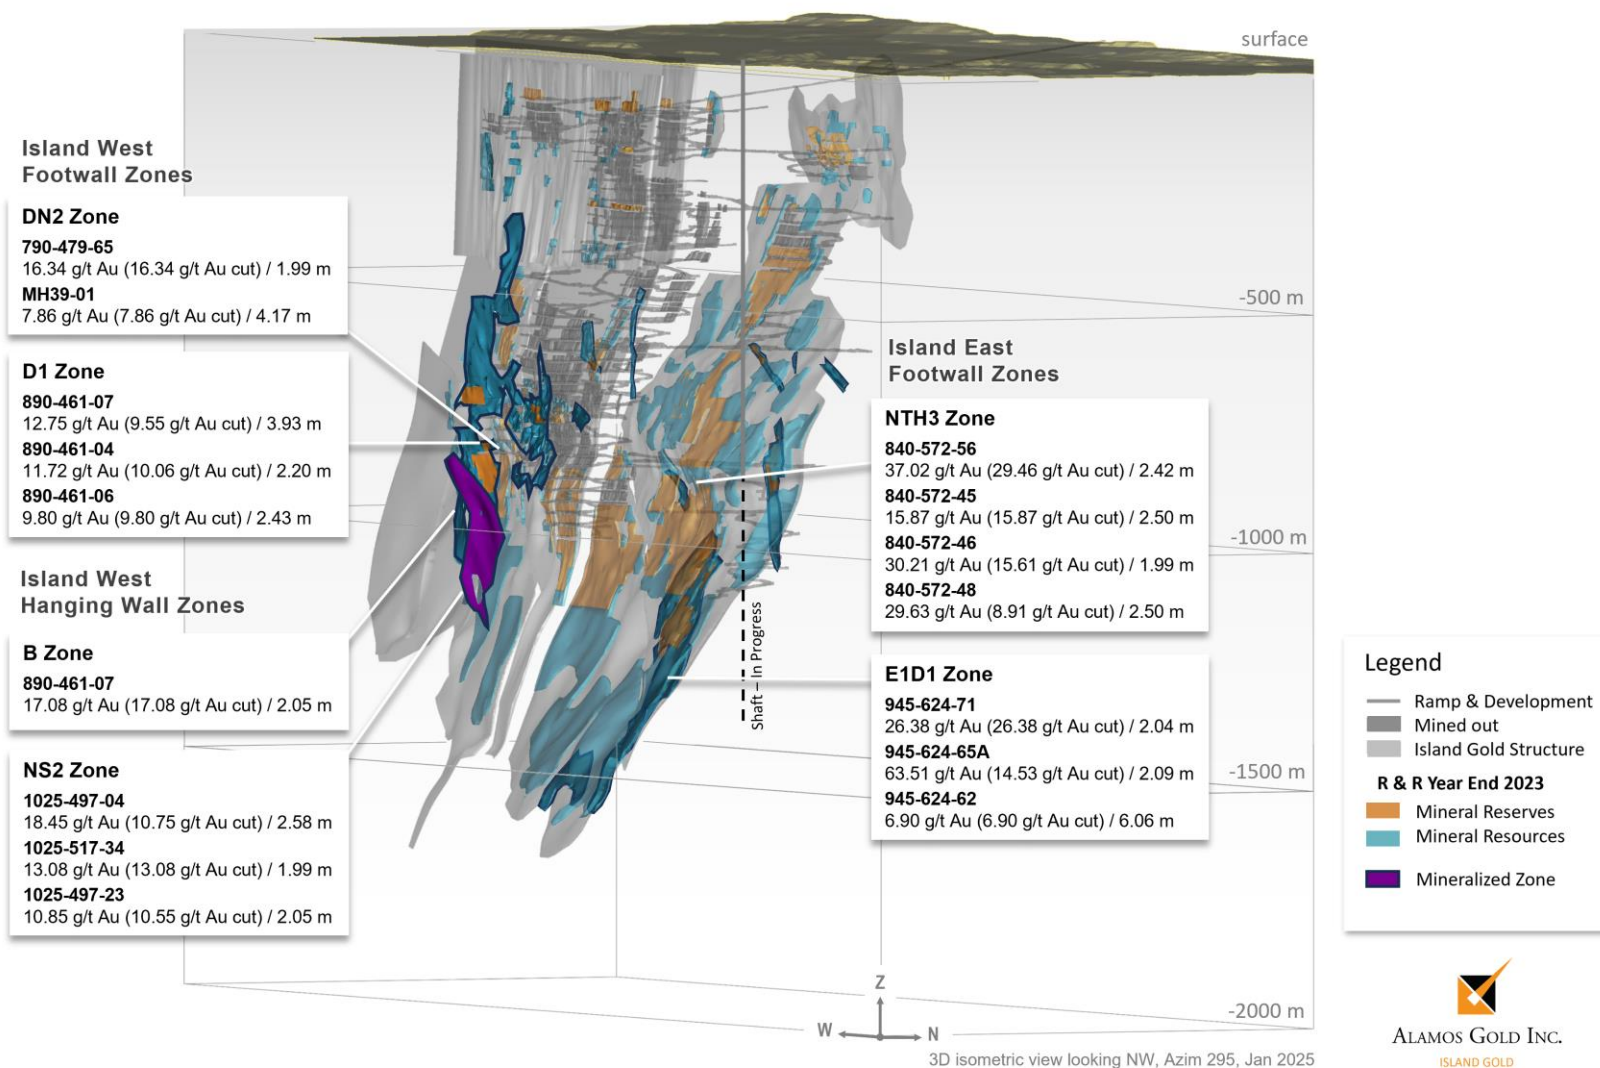 surface
-500 m
-1000 m
-1500 m
-2000 m
Island West
Footwall Zones
DN2 Zone
790-479-65
16.34 g/t Au (16.34 g/t Au cut) / 1.99 m
MH39-01
7.86 g/t Au (7.86 g/t Au cut) / 4.17 m
D1 Zone
890-461-07
12.75 g/t Au (9.55 g/t Au cut) / 3.93 m
890-461-04
11.72 g/t Au (10.06 g/t Au cut) / 2.20 m
890-461-06
9.80 g/t Au (9.80 g/t Au cut) / 2.43 m
Island West
Hanging Wall Zones
B Zone
890-461-07
17.08 g/t Au (17.08 g/t Au cut) / 2.05 m
NS2 Zone
1025-497-04
18.45 g/t Au (10.75 g/t Au cut) / 2.58 m
1025-517-34
13.08 g/t Au (13.08 g/t Au cut) / 1.99 m
1025-497-23
10.85 g/t Au (10.55 g/t Au cut) / 2.05 m
Shaft – In Progress
Island East
Footwall Zones
NTH3 Zone
840-572-56
37.02 g/t Au (29.46 g/t Au cut) / 2.42 m
840-572-45
15.87 g/t Au (15.87 g/t Au cut) / 2.50 m
840-572-46
30.21 g/t Au (15.61 g/t Au cut) / 1.99 m
840-572-48
29.63 g/t Au (8.91 g/t Au cut) / 2.50 m
E1D1 Zone
945-624-71
26.38 g/t Au (26.38 g/t Au cut) / 2.04 m
945-624-65A
63.51 g/t Au (14.53 g/t Au cut) / 2.09 m
945-624-62
6.90 g/t Au (6.90 g/t Au cut) / 6.06 m
Legend
Ramp & Development
Mined out
Island Gold Structure
R & R Year End 2023
Mineral Reserves
Mineral Resources
Mineralized Zone
Z
W
N
3D isometric view looking NW, Azim 295, Jan 2025
ALAMOS GOLD INC.
ISLAND GOLD